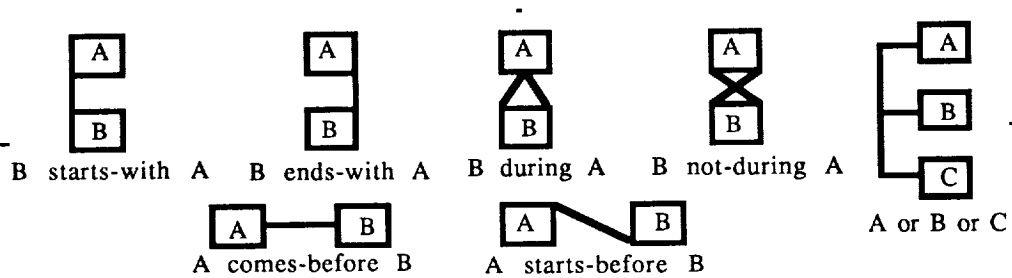 A A A A A
B B B B B
C
B starts-with A B ends-with A B during A B not-during A
A or B or C
A B A B
A comes-before B A starts-before B